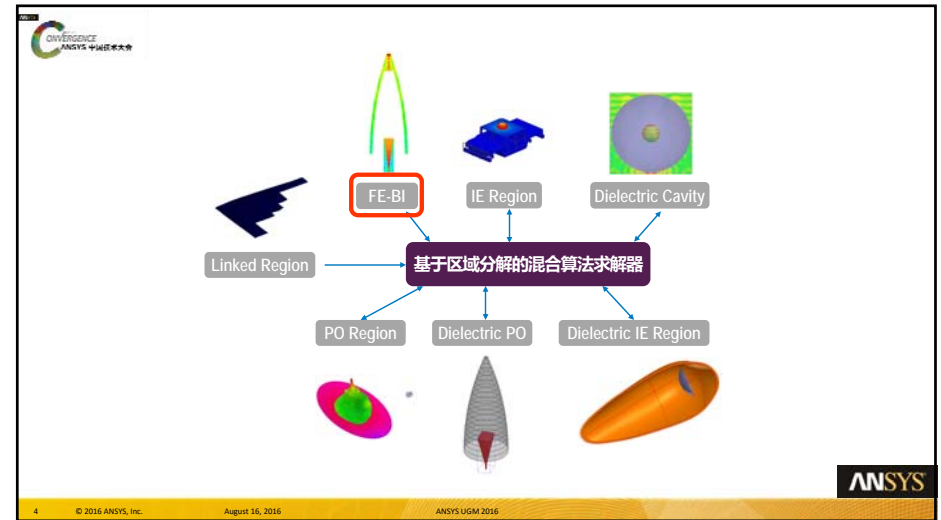 ANSYS
CONVERGENCE
ANSYS 中国技术大会
FE-BI
IE Region
Dielectric Cavity
Linked Region
基于区域分解的混合算法求解器
PO Region
Dielectric PO
Dielectric IE Region
ANSYS
4
© 2016 ANSYS, Inc.
August 16, 2016
ANSYS UGM 2016